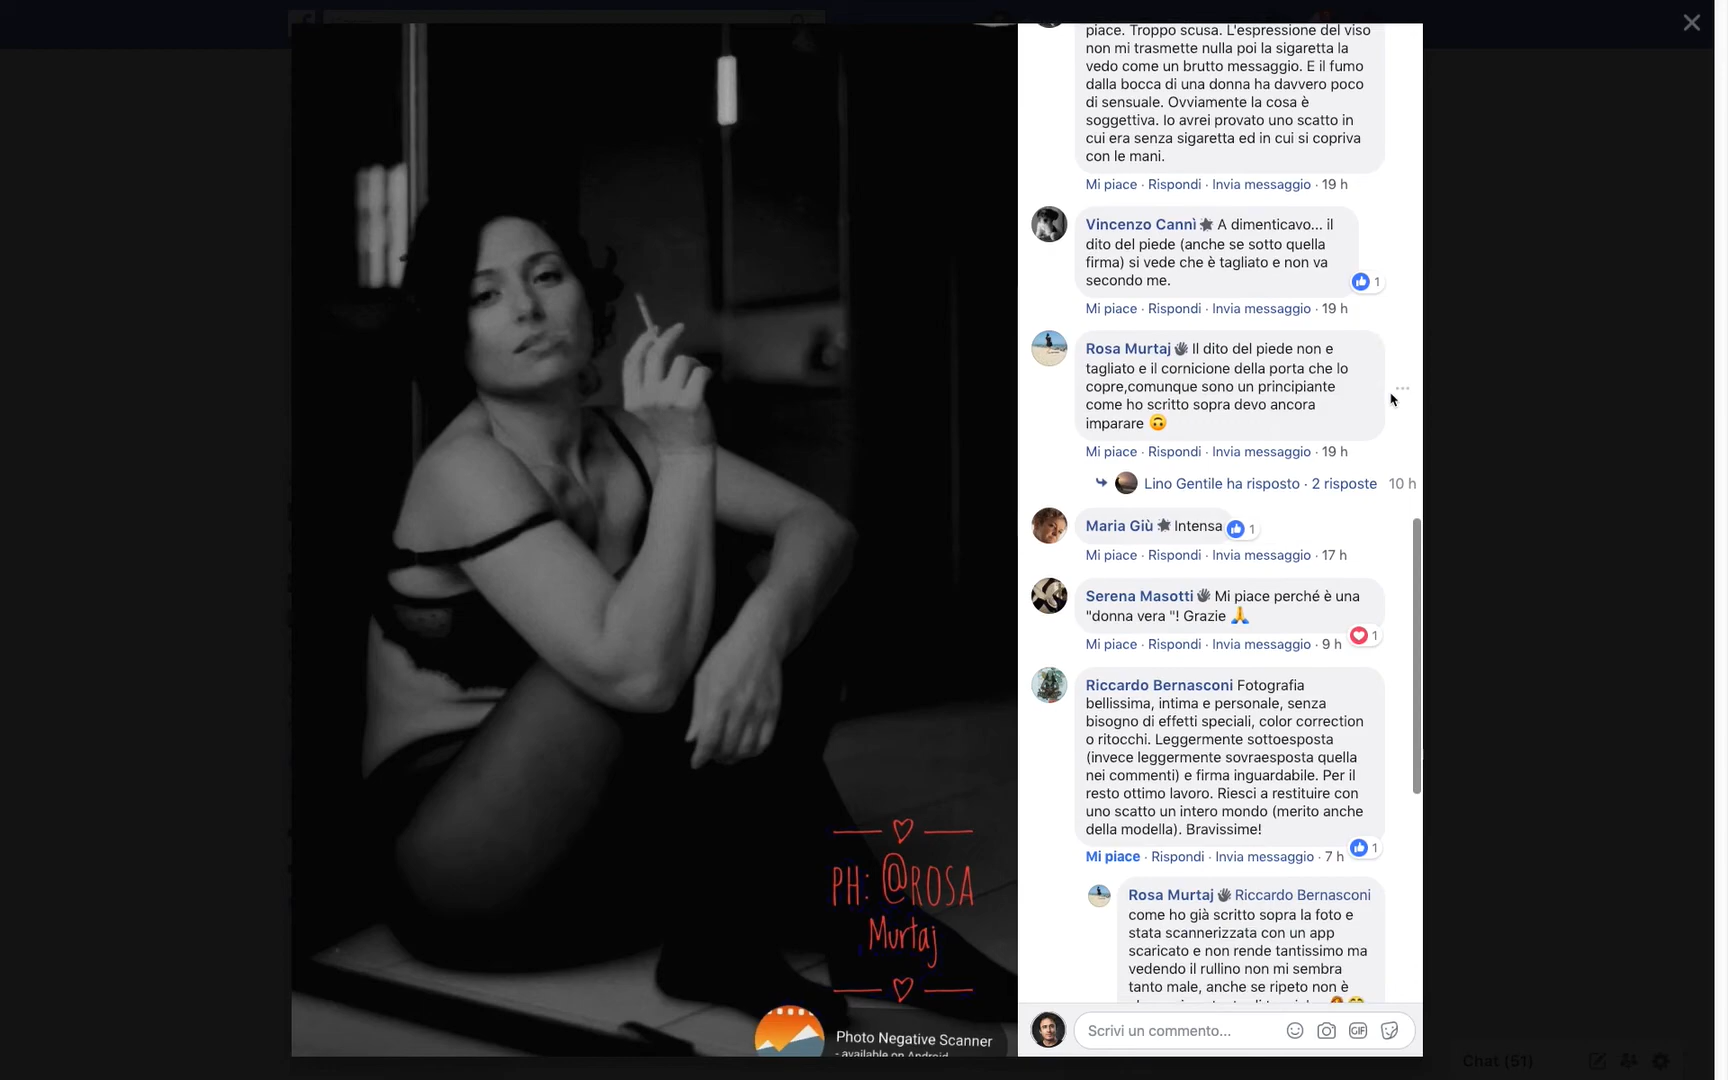 PH: @ROSA
Murtaj
Photo Negative Scanner
- available on Android
piace. Troppo scusa. L'espressione del viso
non mi trasmette nulla poi la sigaretta la
vedo come un brutto messaggio. E il fumo
dalla bocca di una donna ha davvero poco
di sensuale. Ovviamente la cosa è
soggettiva. Io avrei provato uno scatto in
cui era senza sigaretta ed in cui si copriva
con le mani.
Mi piace · Rispondi · Invia messaggio · 19 h
Vincenzo Cannì A dimenticavo... il
dito del piede (anche se sotto quella
firma) si vede che è tagliato e non va
secondo me.
1
Mi piace · Rispondi · Invia messaggio · 19 h
Rosa Murtaj Il dito del piede non e
tagliato e il cornicione della porta che lo
copre,comunque sono un principiante
come ho scritto sopra devo ancora
imparare 🙃
Mi piace · Rispondi · Invia messaggio · 19 h
Lino Gentile ha risposto · 2 risposte 10 h
Maria Giù Intensa 1
Mi piace · Rispondi · Invia messaggio · 17 h
Serena Masotti Mi piace perché è una
"donna vera "! Grazie 🙏
1
Mi piace · Rispondi · Invia messaggio · 9 h
Riccardo Bernasconi Fotografia
bellissima, intima e personale, senza
bisogno di effetti speciali, color correction
o ritocchi. Leggermente sottoesposta
(invece leggermente sovraesposta quella
nei commenti) e firma inguardabile. Per il
resto ottimo lavoro. Riesci a restituire con
uno scatto un intero mondo (merito anche
della modella). Bravissime!
1
Mi piace · Rispondi · Invia messaggio · 7 h
Rosa Murtaj Riccardo Bernasconi
come ho già scritto sopra la foto e
stata scannerizzata con un app
scaricato e non rende tantissimo ma
vedendo il rullino non mi sembra
tanto male, anche se ripeto non è
Scrivi un commento... GIF
Chat (51)